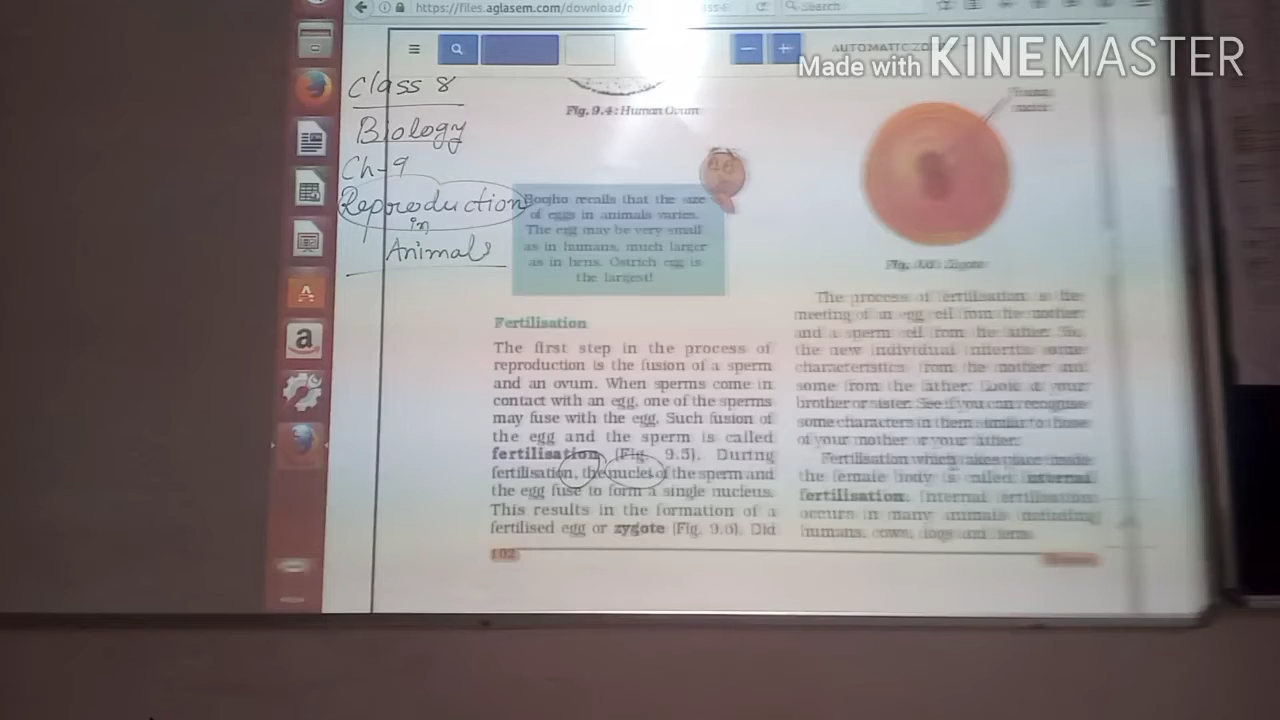 https://files.aglasem.com/download/n
Search
AUTOMATIC ZO
Made with KINEMASTER
Class 8
Biology
Ch-9
Reproduction
in
Animals
Fig. 9.4 : Human Ovum
Boojho recalls that the size
of eggs in animals varies.
The egg may be very small
as in humans, much larger
as in hens. Ostrich egg is
the largest!
Fertilisation
The first step in the process of
reproduction is the fusion of a sperm
and an ovum. When sperms come in
contact with an egg, one of the sperms
may fuse with the egg. Such fusion of
the egg and the sperm is called
fertilisation (Fig. 9.5). During
fertilisation, the nuclei of the sperm and
the egg fuse to form a single nucleus.
This results in the formation of a
fertilised egg or zygote (Fig. 9.6). Did
102
Zygote
The process of fertilisation is the
meeting of an egg cell from the mother
and a sperm cell from the father. So,
the new individual inherits some
characteristics from the mother and
some from the father. Look at your
brother or sister. See if you can recognise
some characters in them similar to those
of your mother or your father.
Fertilisation which takes place inside
the female body is called internal
fertilisation. Internal fertilisation
occurs in many animals including
humans, cows, dogs and hens.